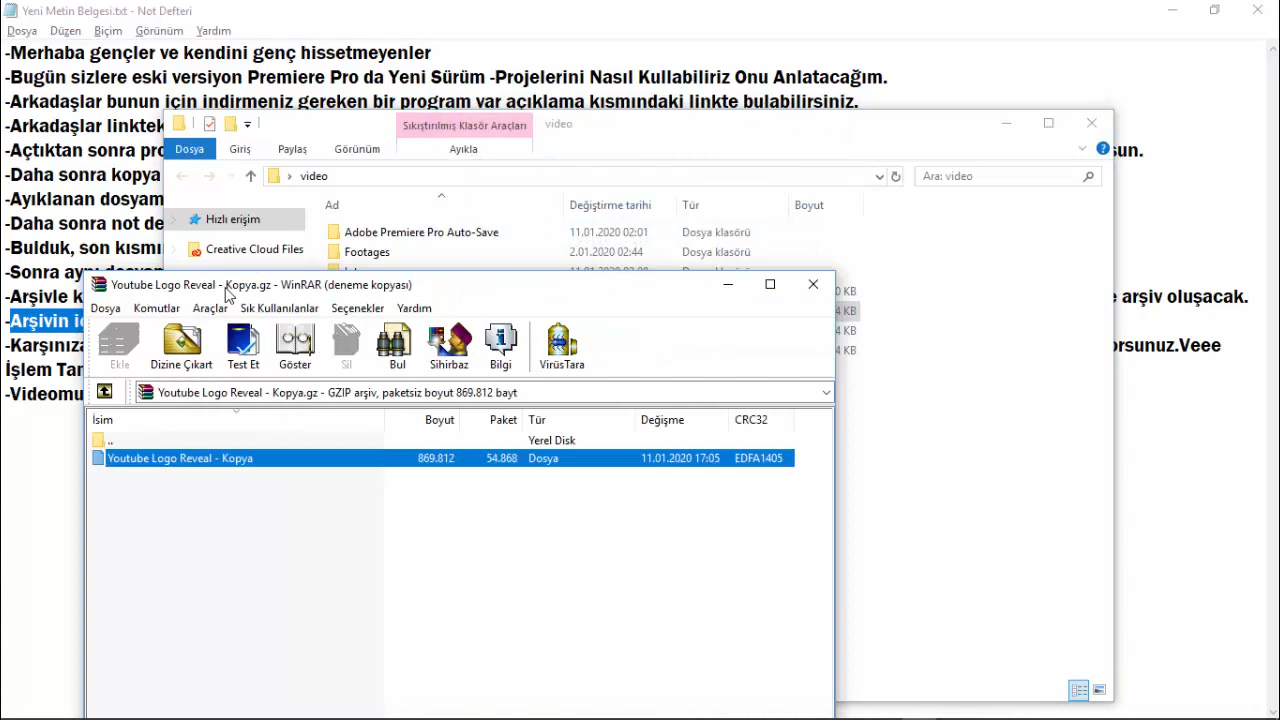 Yeni Metin Belgesi.txt - Not Defteri
Dosya Düzen Biçim Görünüm Yardım
-Merhaba gençler ve kendini genç hissetmeyenler
-Bugün sizlere eski versiyon Premiere Pro da Yeni Sürüm -Projelerini Nasıl Kullabiliriz Onu Anlatacağım.
-Arkadaşlar bunun için indirmeniz gereken bir program var açıklama kısmındaki linkte bulabilirsiniz.
-Arkadaşlar linktek
-Açtıktan sonra pro
sun.
-Daha sonra kopya
-Ayıklanan dosyam
-Daha sonra not de
-Bulduk, son kısmı
-Arşivle k
e arşiv oluşacak.
-Arşivin iç
-Karşınıza
orsunuz.Veee
İşlem Tam
-Videomu
Sıkıştırılmış Klasör Araçları
video
Dosya Giriş Paylaş Görünüm Ayıkla
video
Ara: video
Ad Değiştirme tarihi Tür Boyut
Hızlı erişim
Creative Cloud Files
Adobe Premiere Pro Auto-Save 11.01.2020 02:01 Dosya klasörü
Footages 2.01.2020 02:44 Dosya klasörü
0 KB
4 KB
4 KB
4 KB
Youtube Logo Reveal - Kopya.gz - WinRAR (deneme kopyası)
Dosya Komutlar Araçlar Sık Kullanılanlar Seçenekler Yardım
Ekle Dizine Çıkart Test Et Göster Sil Bul Sihirbaz Bilgi VirüsTara
Youtube Logo Reveal - Kopya.gz - GZIP arşiv, paketsiz boyut 869.812 bayt
İsim Boyut Paket Tür Değişme CRC32
.. Yerel Disk
Youtube Logo Reveal - Kopya 869.812 54.868 Dosya 11.01.2020 17:05 EDFA1405